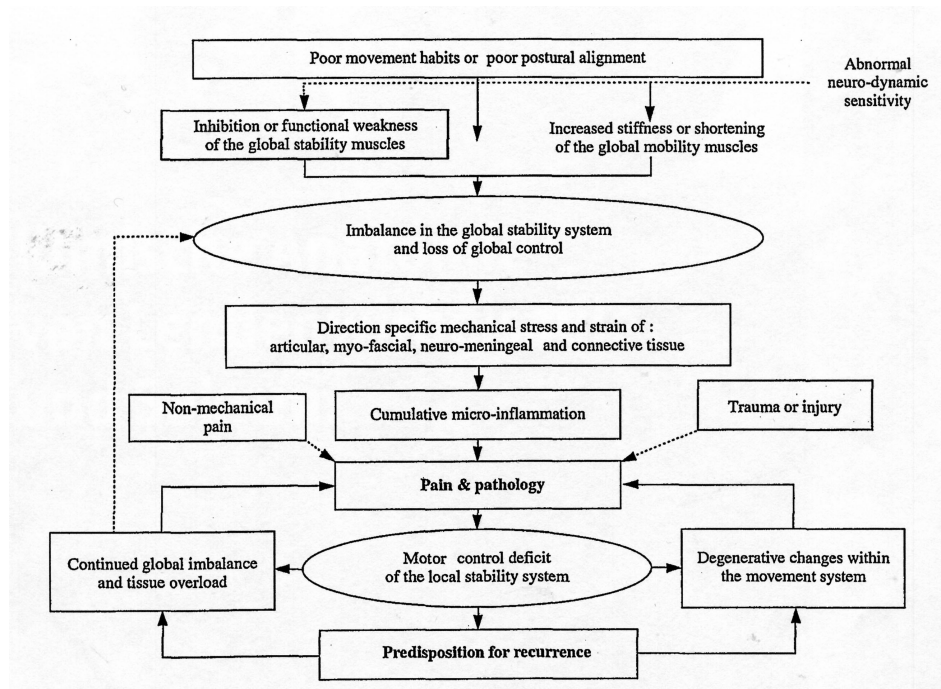 Poor movement habits or poor postural alignment
Abnormal
neuro-dynamic
sensitivity
Inhibition or functional weakness
of the global stability muscles
Increased stiffness or shortening
of the global mobility muscles
Imbalance in the global stability system
and loss of global control
Direction specific mechanical stress and strain of :
articular, myo-fascial, neuro-meningeal and connective tissue
Non-mechanical
pain
Cumulative micro-inflammation
Trauma or injury
Pain & pathology
Continued global imbalance
and tissue overload
Motor control deficit
of the local stability system
Degenerative changes within
the movement system
Predisposition for recurrence